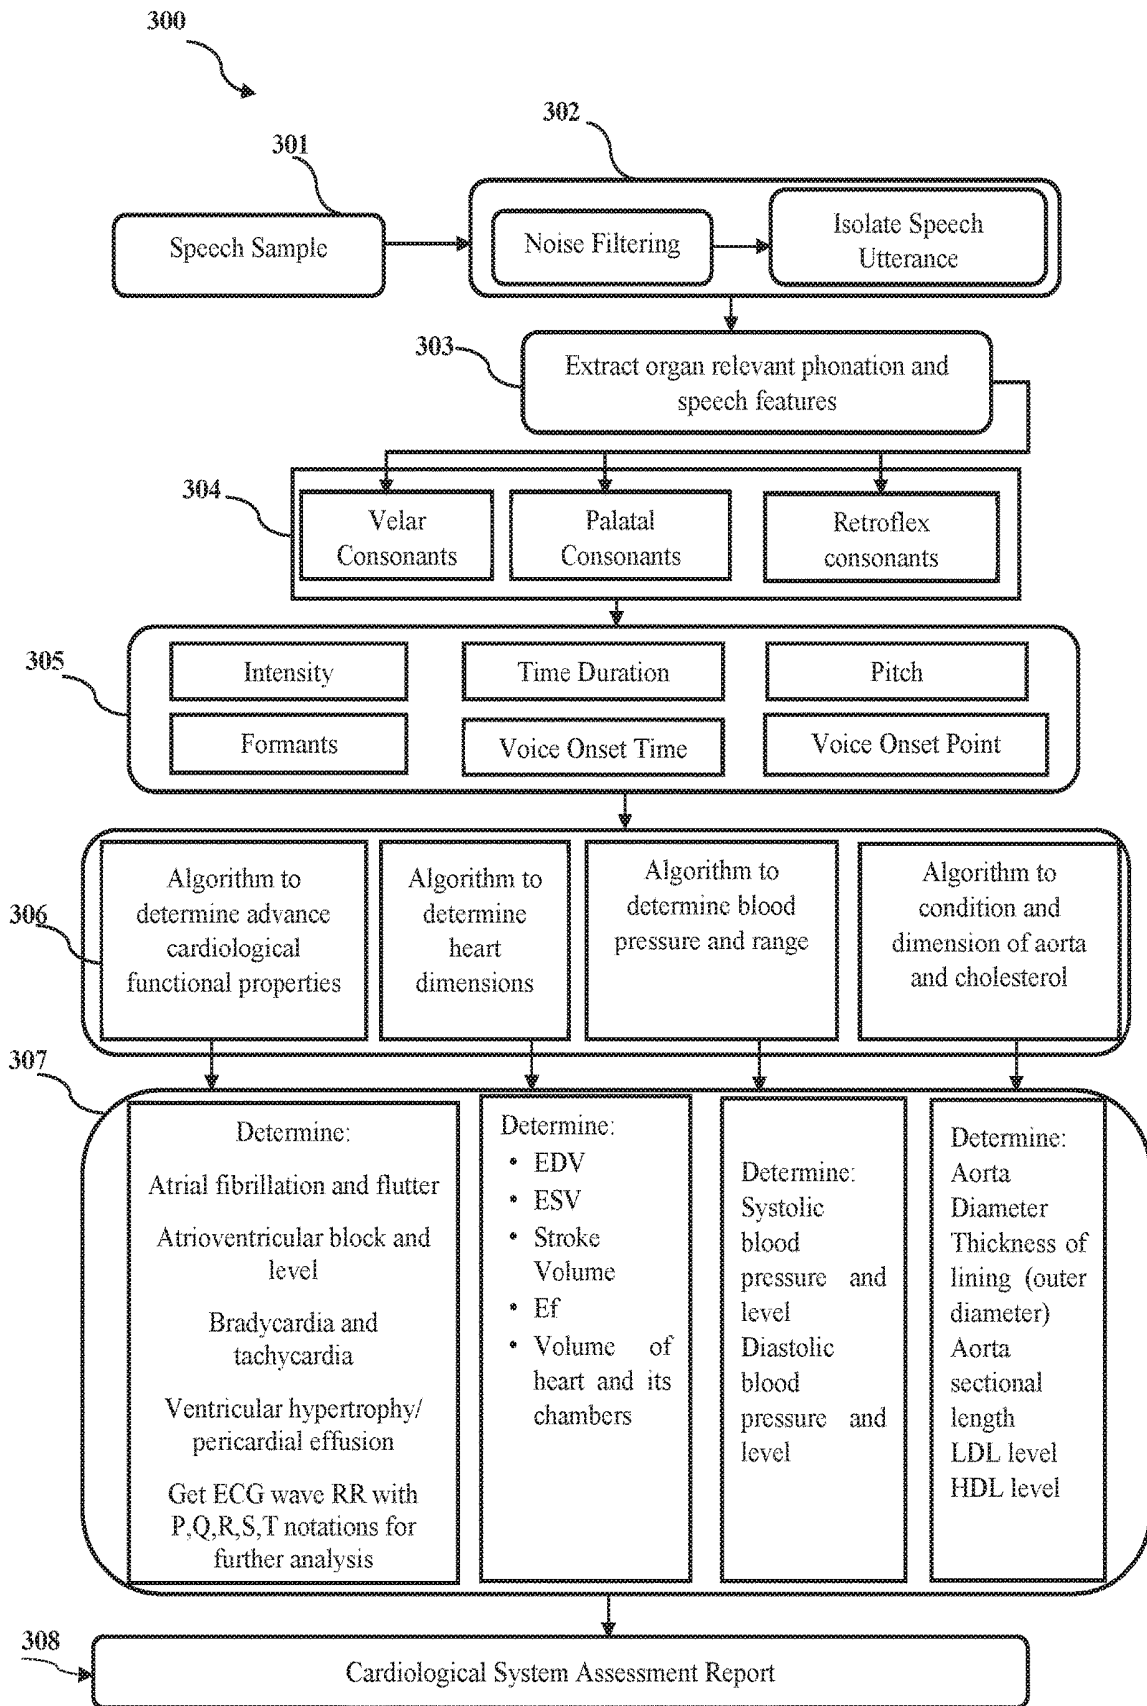 300
302
301
Speech Sample
Noise Filtering
Isolate Speech
Utterance
303
Extract organ relevant phonation and
speech features
304
Velar
Consonants
Palatal
Consonants
Retroflex
consonants
305
Intensity
Time Duration
Pitch
Formants
Voice Onset Time
Voice Onset Point
306
Algorithm to
determine advance
cardiological
functional properties
Algorithm to
determine
heart
dimensions
Algorithm to
determine blood
pressure and range
Algorithm to
condition and
dimension of aorta
and cholesterol
307
Determine:
Atrial fibrillation and flutter
Atrioventricular block and
level
Bradycardia and
tachycardia
Ventricular hypertrophy/
pericardial effusion
Get ECG wave RR with
P,Q,R,S,T notations for
further analysis
Determine:
• EDV
• ESV
• Stroke
Volume
• Ef
• Volume of
heart and its
chambers
Determine:
Systolic
blood
pressure and
level
Diastolic
blood
pressure and
level
Determine:
Aorta
Diameter
Thickness of
lining (outer
diameter)
Aorta
sectional
length
LDL level
HDL level
308
Cardiological System Assessment Report